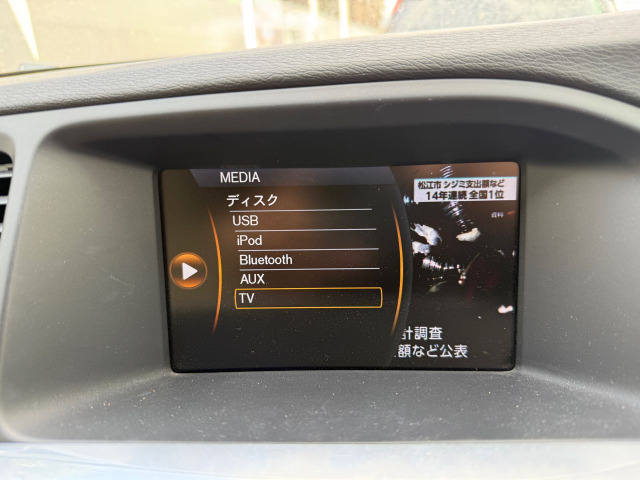 MEDIA
ディスク
USB
iPod
Bluetooth
AUX
TV
松江市 シジミ支出額など
14年連続 全国1位
資料
計調査
額など公表